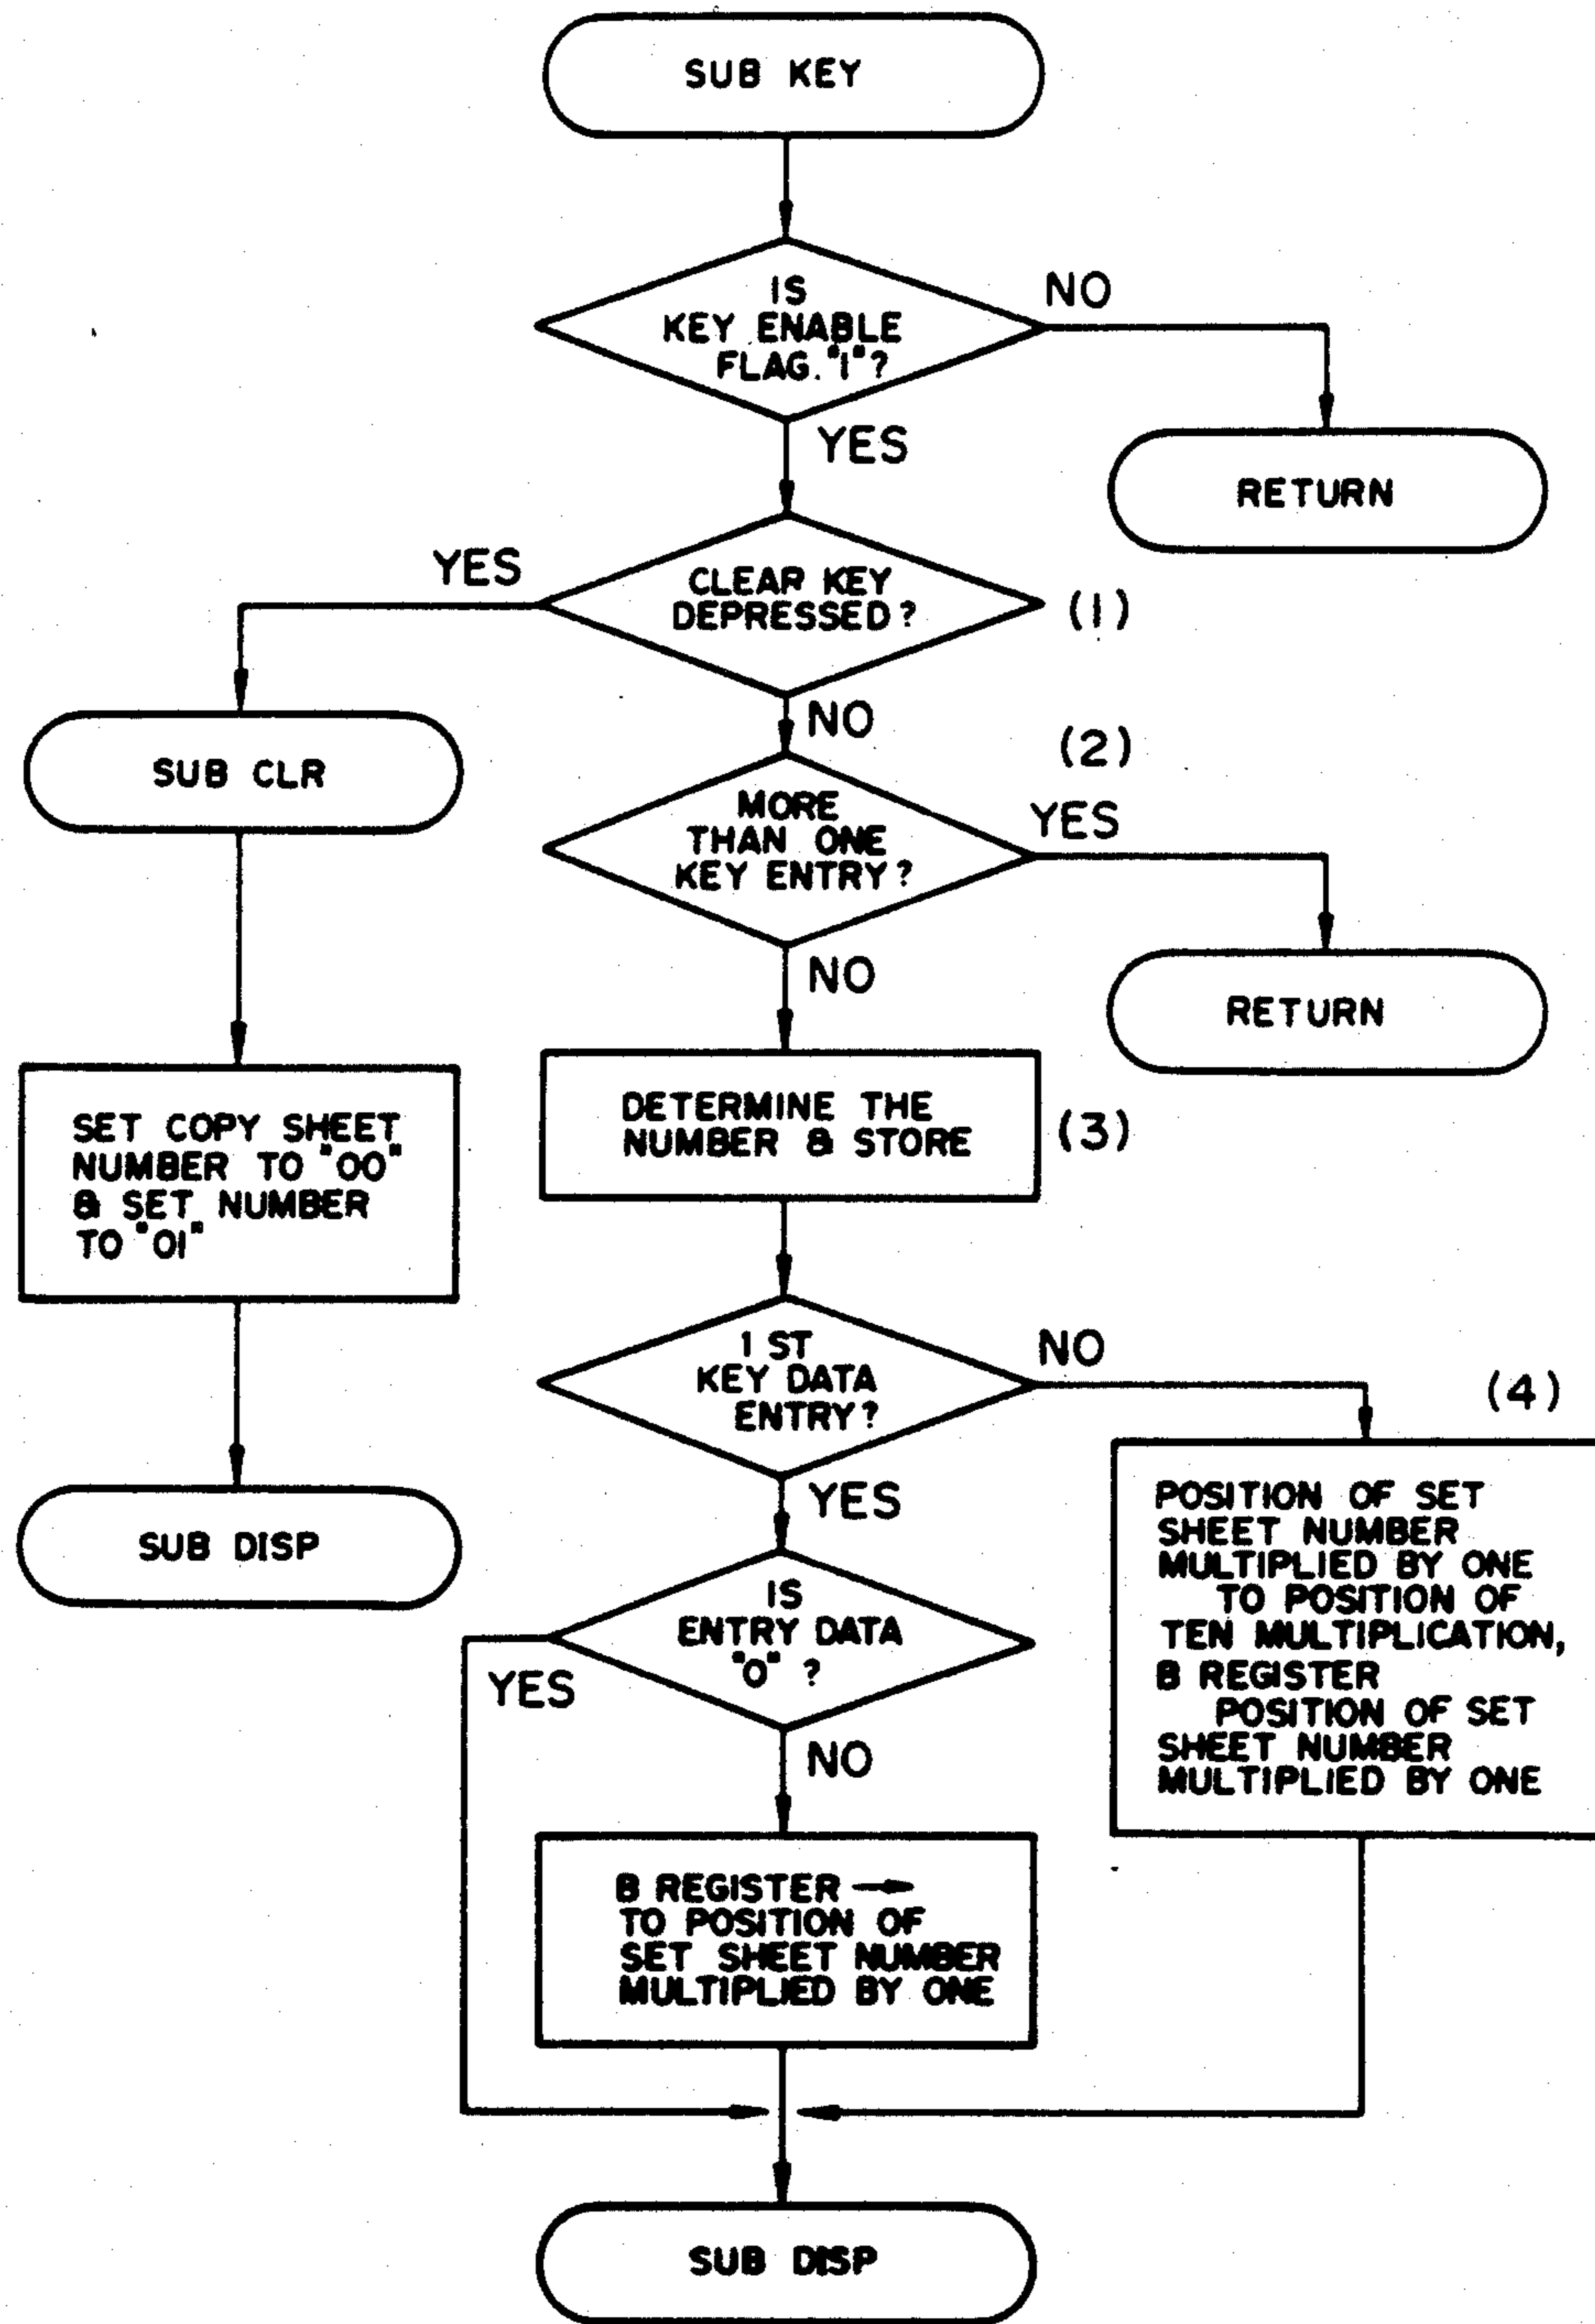 SUB KEY
IS
KEY ENABLE
FLAG "1"?
NO
YES
RETURN
YES
CLEAR KEY
DEPRESSED?
(1)
NO
SUB CLR
(2)
MORE
THAN ONE
KEY ENTRY?
YES
NO
RETURN
SET COPY SHEET
NUMBER TO "00"
& SET NUMBER
TO "01"
DETERMINE THE
NUMBER & STORE
(3)
1 ST
KEY DATA
ENTRY?
NO
(4)
YES
SUB DISP
POSITION OF SET
SHEET NUMBER
MULTIPLIED BY ONE
TO POSITION OF
TEN MULTIPLICATION,
B REGISTER
POSITION OF SET
SHEET NUMBER
MULTIPLIED BY ONE
IS
ENTRY DATA
"0" ?
YES
NO
B REGISTER →
TO POSITION OF
SET SHEET NUMBER
MULTIPLIED BY ONE
SUB DISP